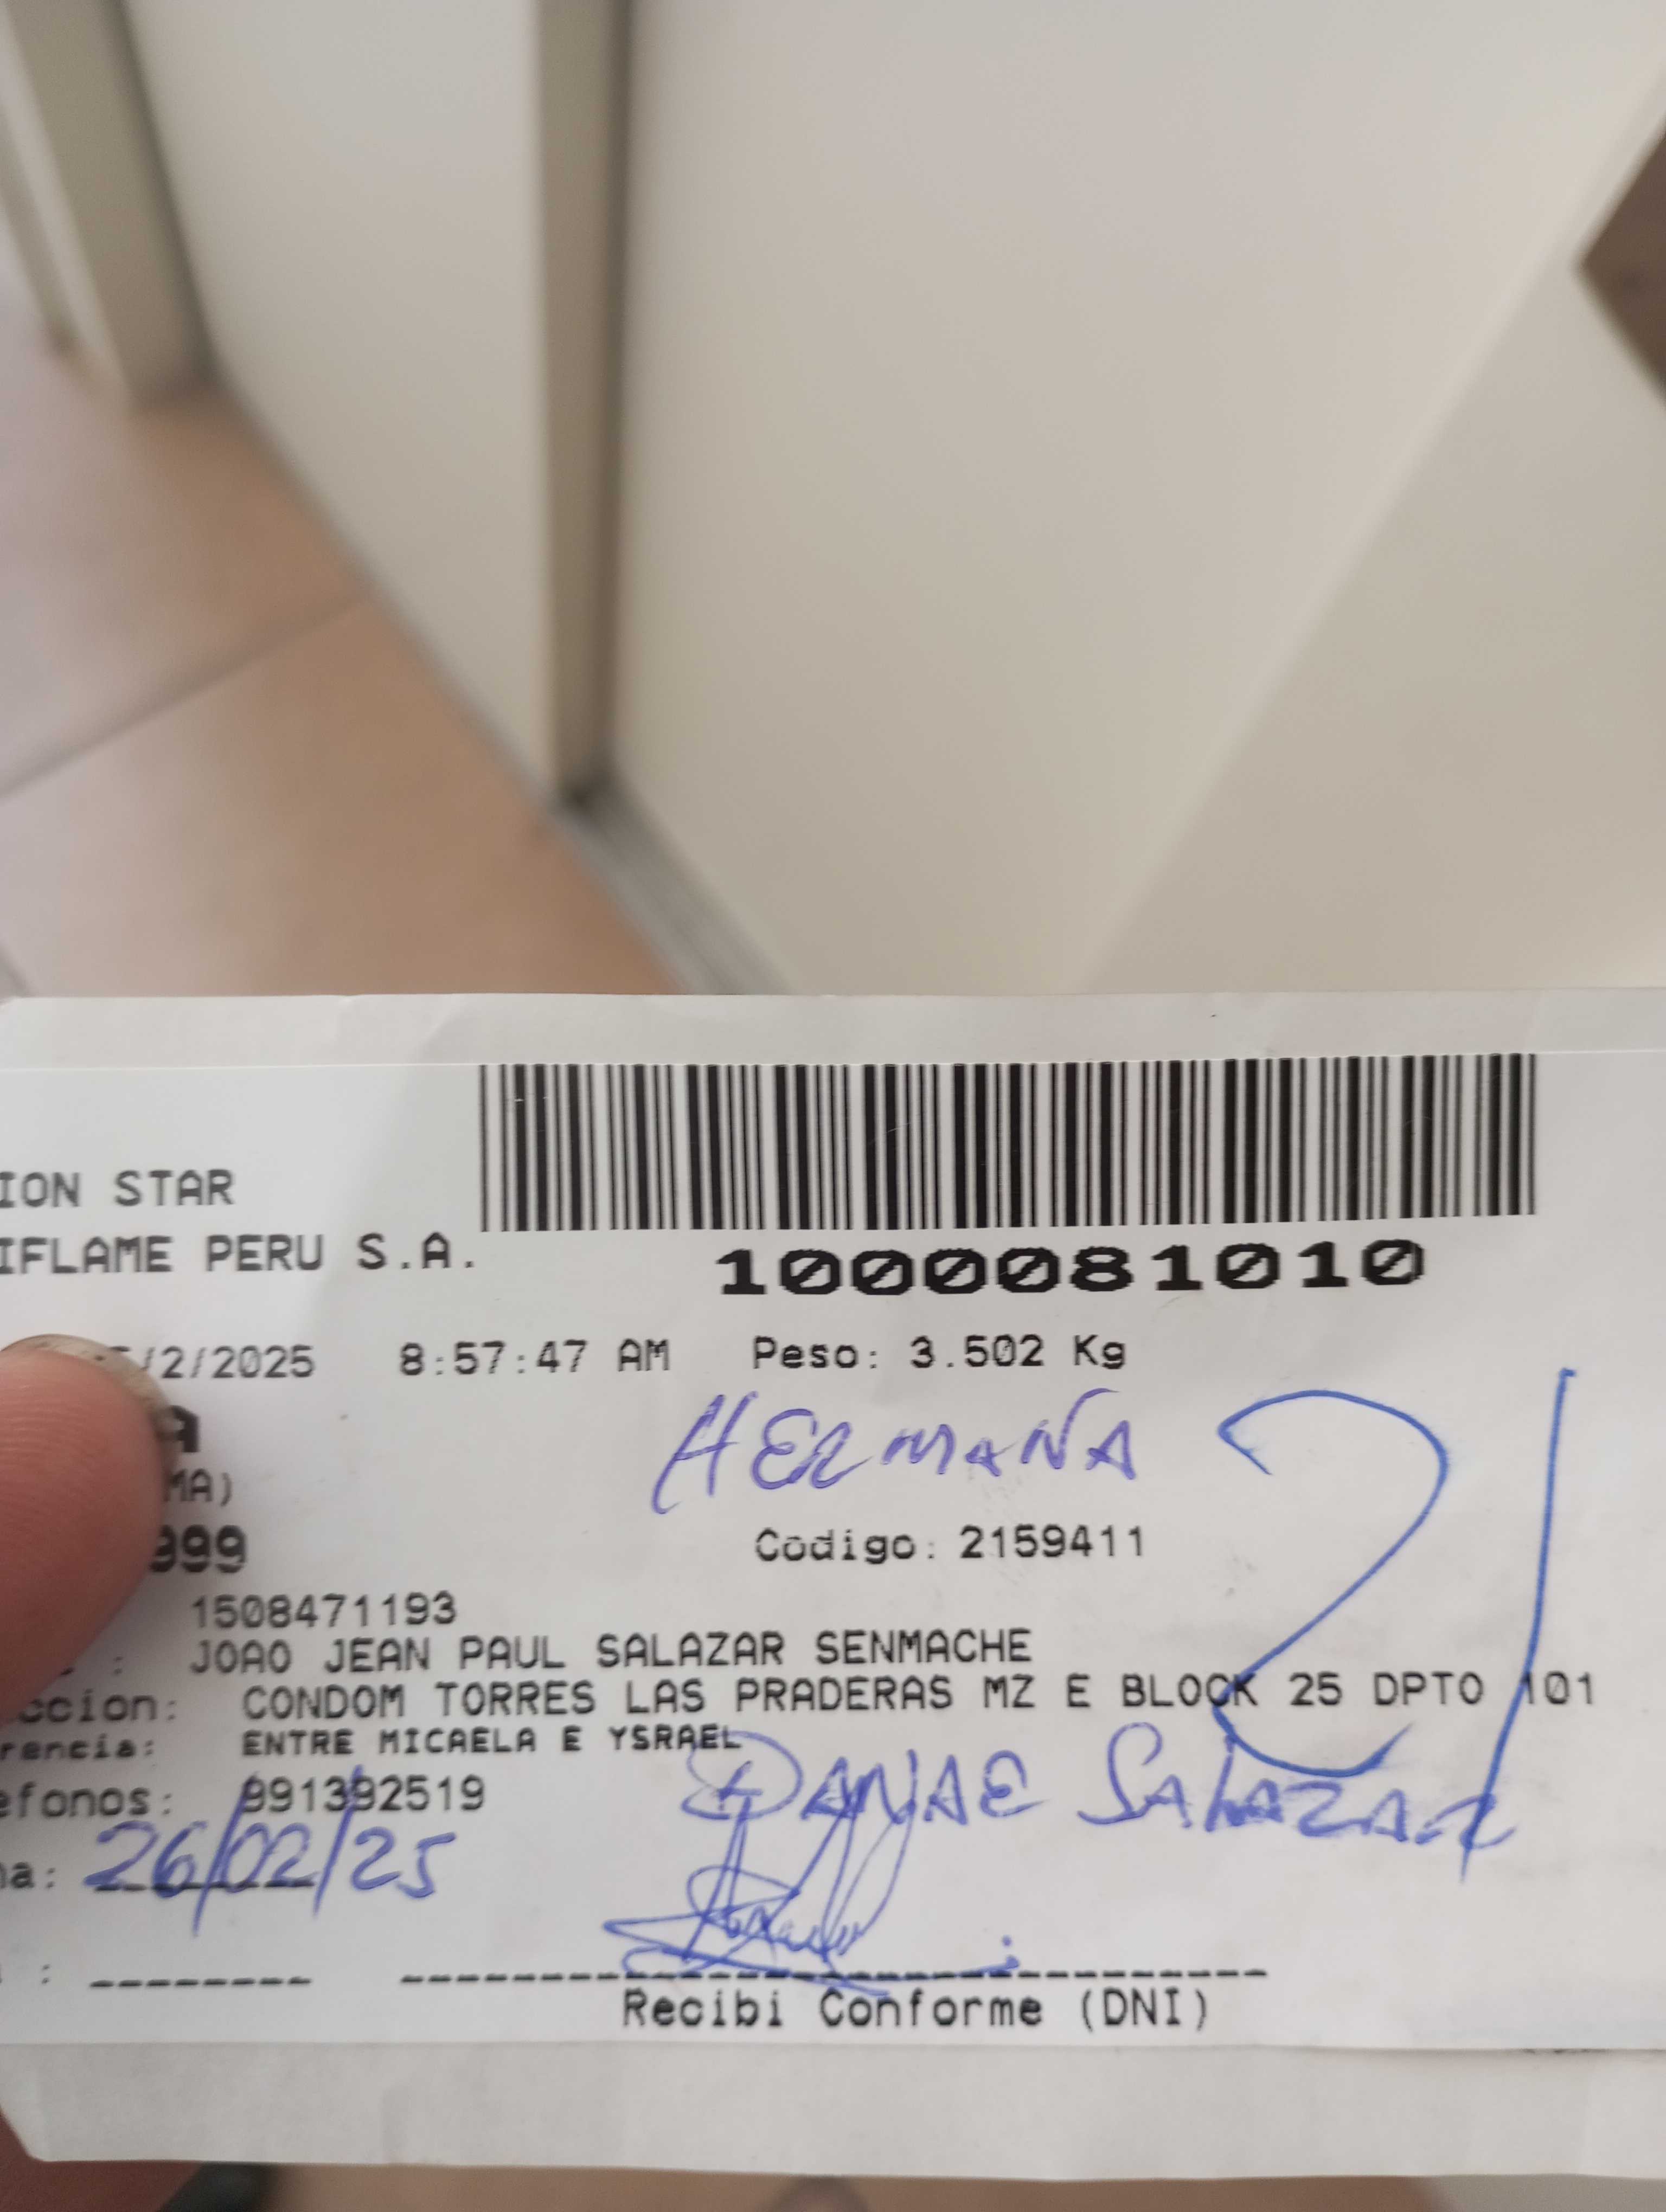 ION STAR
IFLAME PERU S.A.
1000081010
/2/2025 8:57:47 AM Peso: 3.502 Kg
A
HERMANA
MA)
999 Codigo: 2159411
1508471193
: JOAO JEAN PAUL SALAZAR SENMACHE
ccion: CONDOM TORRES LAS PRADERAS MZ E BLOCK 25 DPTO 101
rencia: ENTRE MICAELA E YSRAEL
efonos: 991392519
DANAE SALAZAR
na: 26/02/25
21
Recibi Conforme (DNI)